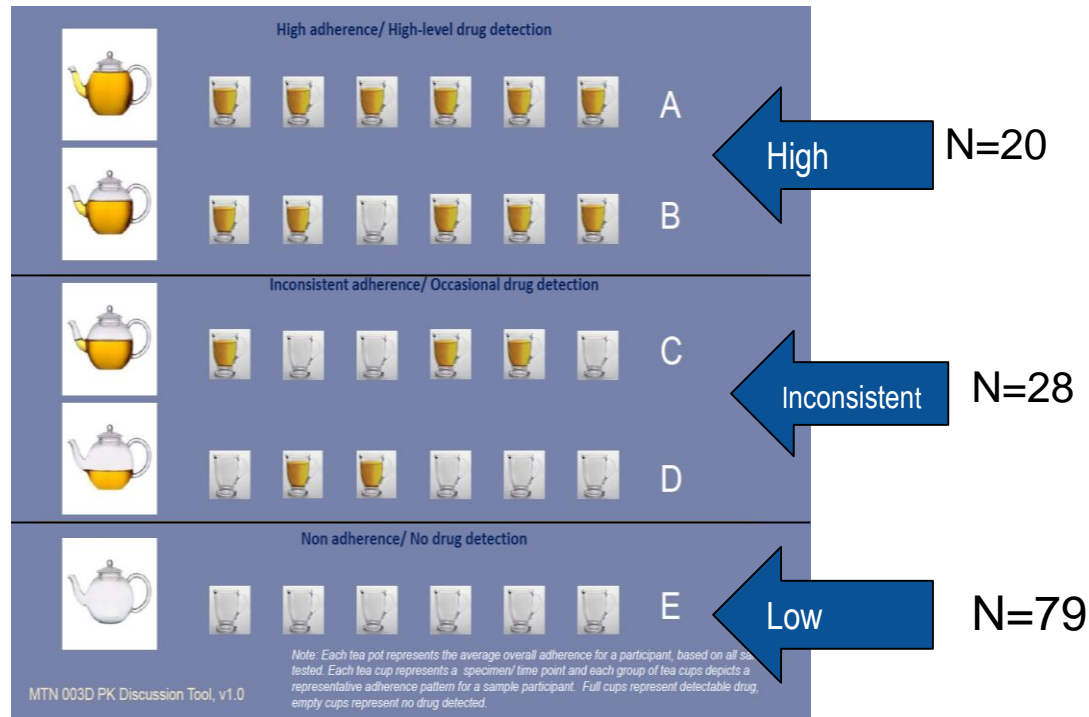 High adherence/ High-level drug detection
A
High
N=20
B
Inconsistent adherence/ Occasional drug detection
C
Inconsistent
N=28
D
Non adherence/ No drug detection
E
Low
N=79
Note: Each tea pot represents the average overall adherence for a participant, based on all
tested. Each tea cup represents a specimen/ time point and each group of tea cups depicts a
representative adherence pattern for a sample participant. Full cups represent detectable drug,
empty cups represent no drug detected.
MTN 003D PK Discussion Tool, v1.0